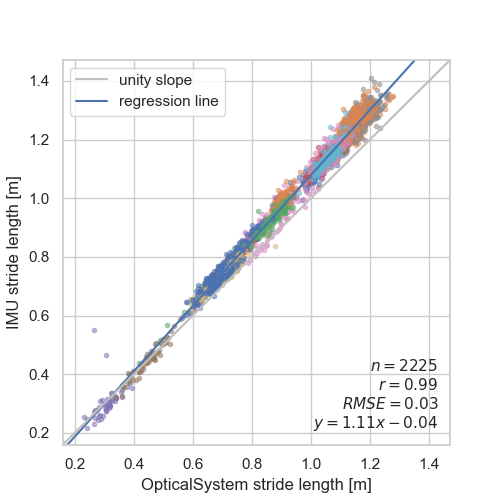 unity slope
regression line
1.4
1.2
1.0
0.8
0.6
0.4
0.2
IMU stride length [m]
n = 2225
r = 0.99
RMSE = 0.03
y = 1.11x − 0.04
0.2 0.4 0.6 0.8 1.0 1.2 1.4
OpticalSystem stride length [m]